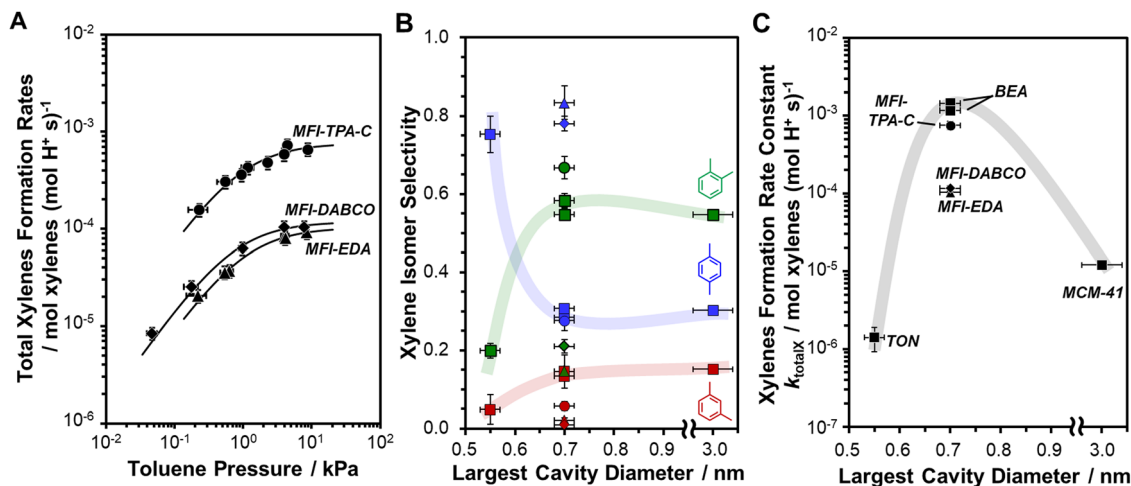 A
Total Xylenes Formation Rates
/ mol xylenes (mol H⁺ s)⁻¹
10⁻²
10⁻³
10⁻⁴
10⁻⁵
10⁻⁶
MFI-TPA-C
MFI-DABCO
MFI-EDA
10⁻² 10⁻¹ 10⁰ 10¹ 10²
Toluene Pressure / kPa
B
Xylene Isomer Selectivity
1.0
0.8
0.6
0.4
0.2
0.0
0.5 0.6 0.7 0.8 0.9 3.0
Largest Cavity Diameter / nm
C
Xylenes Formation Rate Constant
k_totalX / mol xylenes (mol H⁺ s)⁻¹
10⁻²
10⁻³
10⁻⁴
10⁻⁵
10⁻⁶
10⁻⁷
BEA
MFI-
TPA-C
MFI-DABCO
MFI-EDA
MCM-41
TON
0.5 0.6 0.7 0.8 0.9 3.0
Largest Cavity Diameter / nm